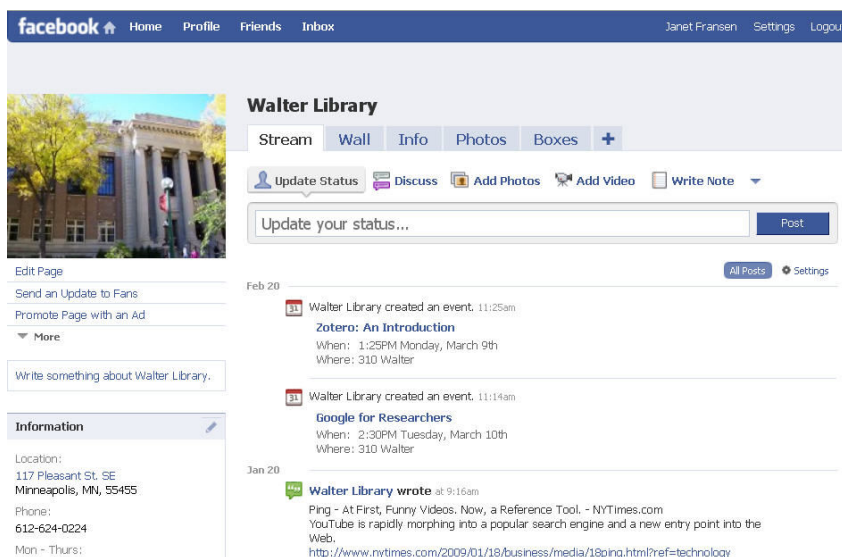 facebook Home Profile Friends Inbox Janet Fransen Settings Logou
Walter Library
Stream Wall Info Photos Boxes +
Update Status Discuss Add Photos Add Video Write Note
Update your status... Post
All Posts Settings
Edit Page
Send an Update to Fans
Promote Page with an Ad
More
Write something about Walter Library.
Information
Location:
117 Pleasant St. SE
Minneapolis, MN, 55455
Phone:
612-624-0224
Mon - Thurs:
Feb 20
31 Walter Library created an event. 11:25am
Zotero: An Introduction
When: 1:25PM Monday, March 9th
Where: 310 Walter
31 Walter Library created an event. 11:14am
Google for Researchers
When: 2:30PM Tuesday, March 10th
Where: 310 Walter
Jan 20
Walter Library wrote at 9:16am
Ping - At First, Funny Videos. Now, a Reference Tool. - NYTimes.com
YouTube is rapidly morphing into a popular search engine and a new entry point into the
Web.
http://www.nytimes.com/2009/01/18/business/media/18ping.html?ref=technology